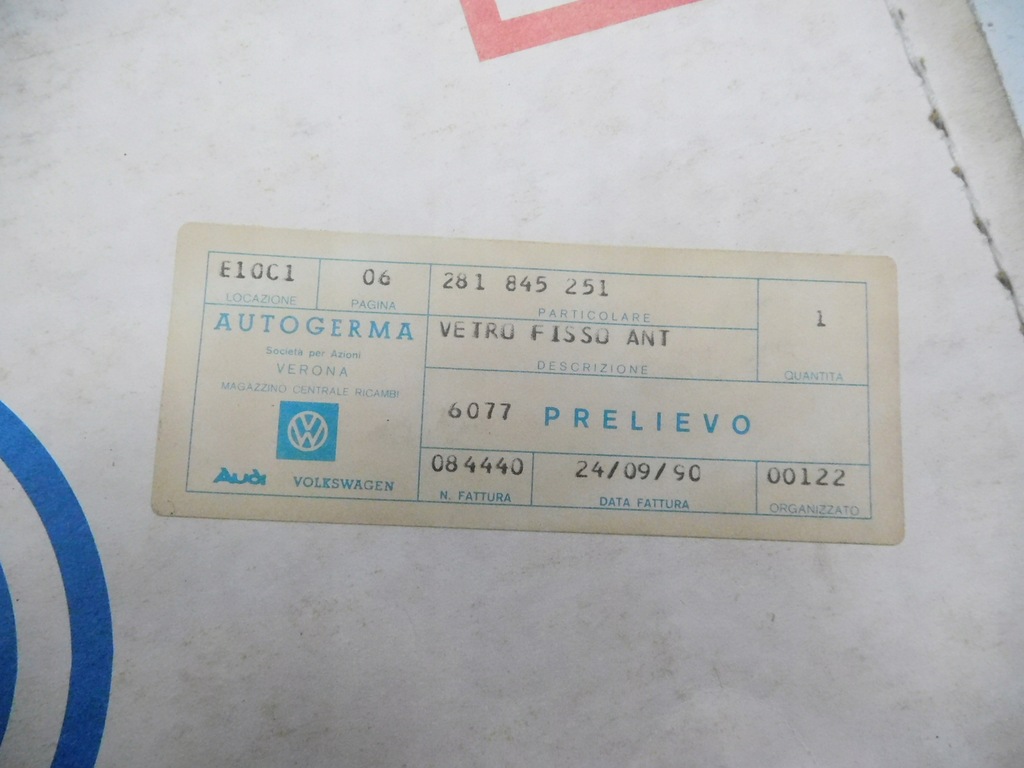 E10C1 06 281 845 251 1
LOCAZIONE PAGINA PARTICOLARE
AUTOGERMA VETRO FISSO ANT
Società per Azioni
VERONA DESCRIZIONE QUANTITÀ
MAGAZZINO CENTRALE RICAMBI
6077 PRELIEVO
084440 24/09/90 00122
Audi VOLKSWAGEN N. FATTURA DATA FATTURA ORGANIZZATO